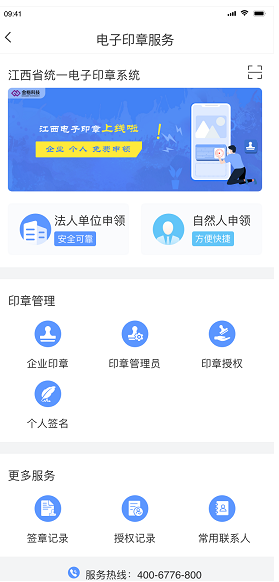 09:41
电子印章服务
江西省统一电子印章系统
金格科技
江西电子印章上线啦！
企业 个人 免费申领
法人单位申领
安全可靠
自然人申领
方便快捷
印章管理
企业印章
印章管理员
印章授权
个人签名
更多服务
签章记录
授权记录
常用联系人
服务热线：400-6776-800